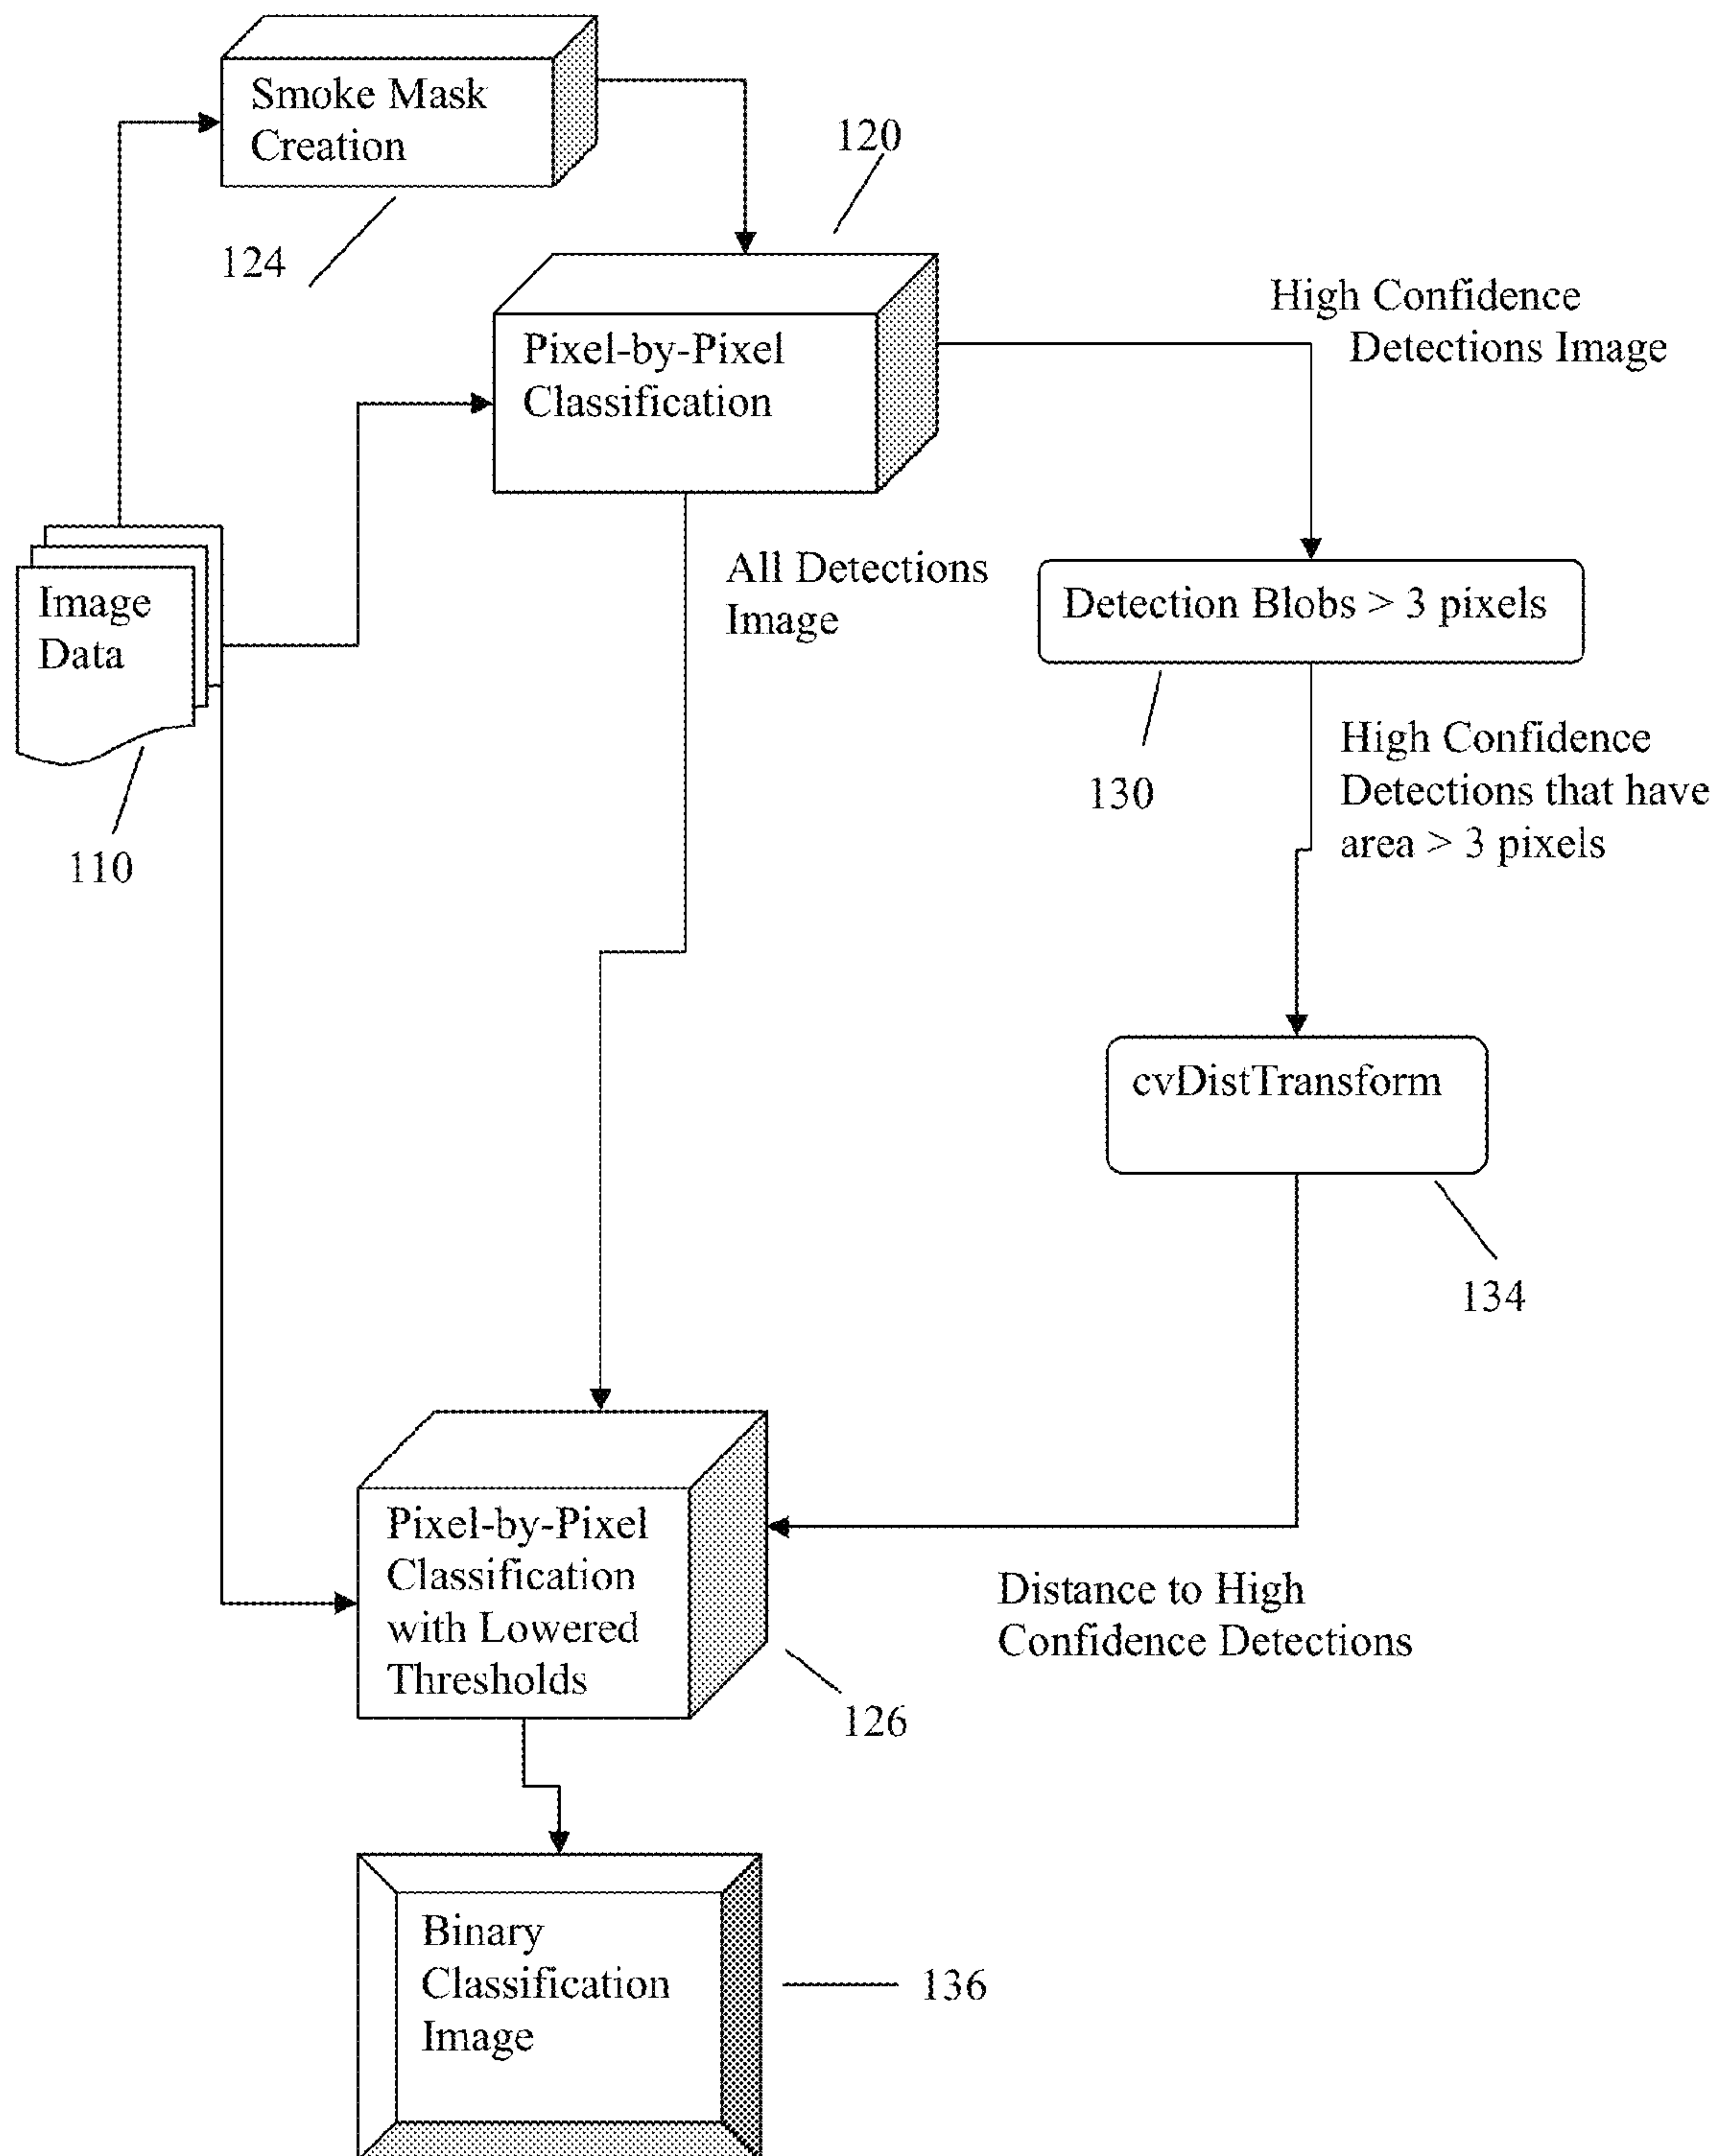 Smoke Mask
Creation
124
120
Pixel-by-Pixel
Classification
High Confidence
Detections Image
Image
Data
110
All Detections
Image
Detection Blobs > 3 pixels
130
High Confidence
Detections that have
area > 3 pixels
cvDistTransform
134
Pixel-by-Pixel
Classification
with Lowered
Thresholds
126
Distance to High
Confidence Detections
Binary
Classification
Image
136